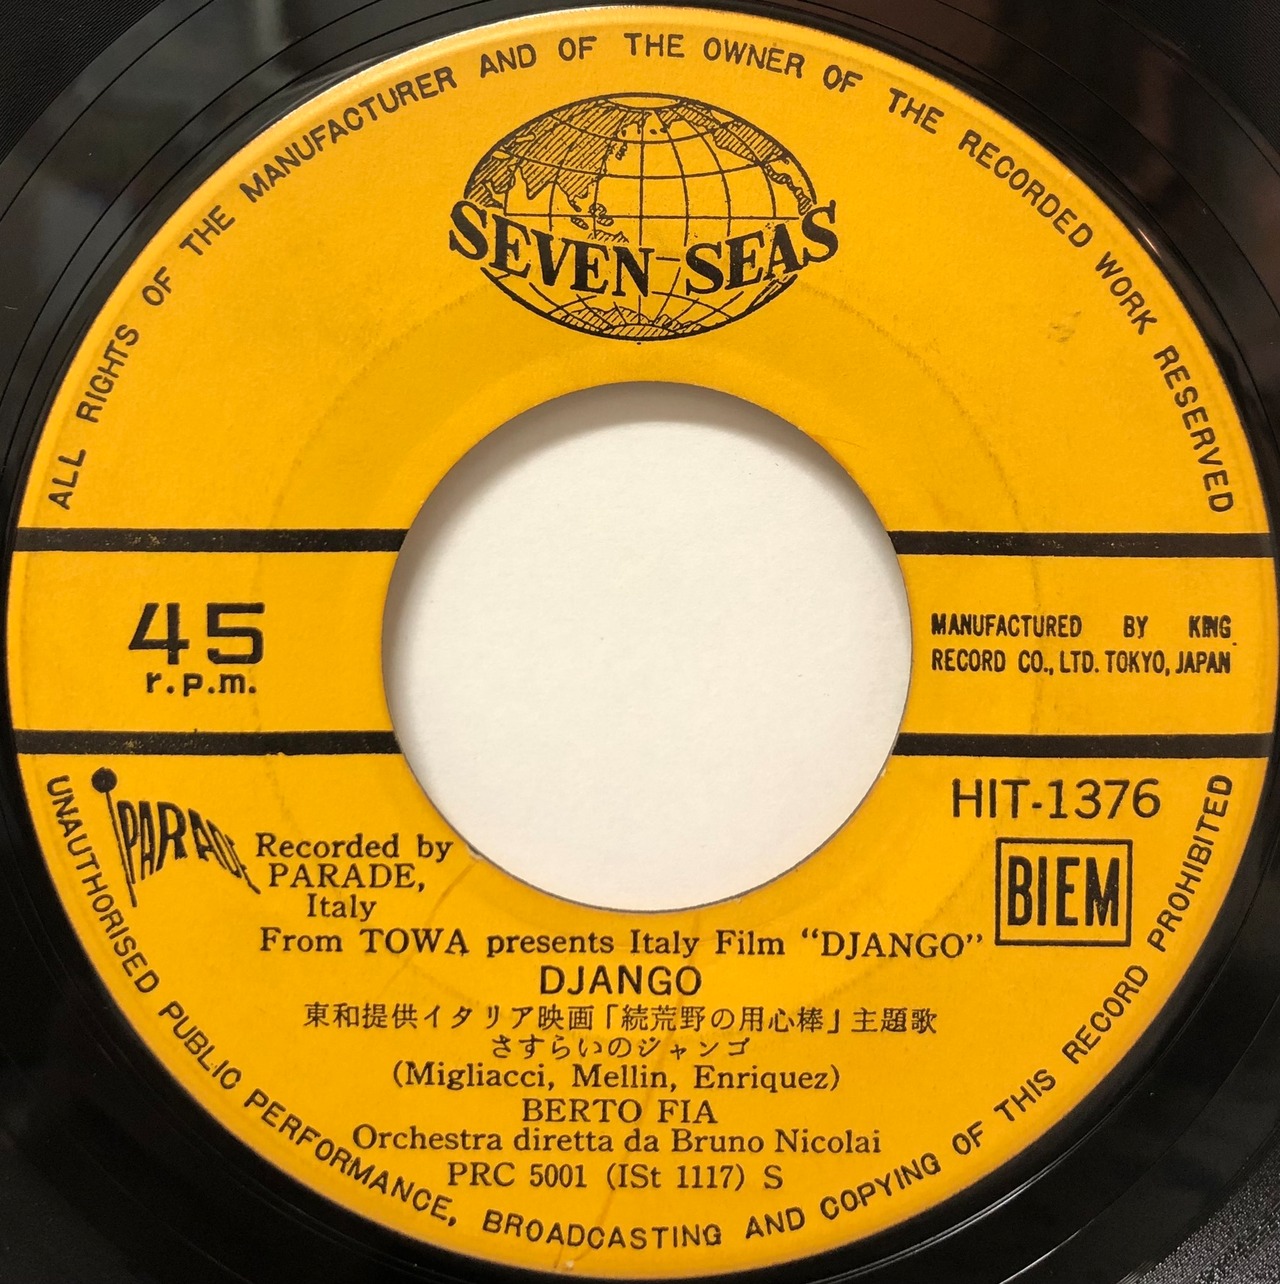 ALL RIGHTS OF THE MANUFACTURER AND OF THE OWNER OF THE RECORDED WORK RESERVED
SEVEN SEAS
45
r.p.m.
MANUFACTURED BY KING
RECORD CO., LTD. TOKYO, JAPAN
HIT-1376
BIEM
PARADE
Recorded by
PARADE,
Italy
From TOWA presents Italy Film “DJANGO”
DJANGO
東和提供イタリア映画「続荒野の用心棒」主題歌
さすらいのジャンゴ
(Migliacci, Mellin, Enriquez)
BERTO FIA
Orchestra diretta da Bruno Nicolai
PRC 5001 (ISt 1117) S
UNAUTHORISED PUBLIC PERFORMANCE, BROADCASTING AND COPYING OF THIS RECORD PROHIBITED